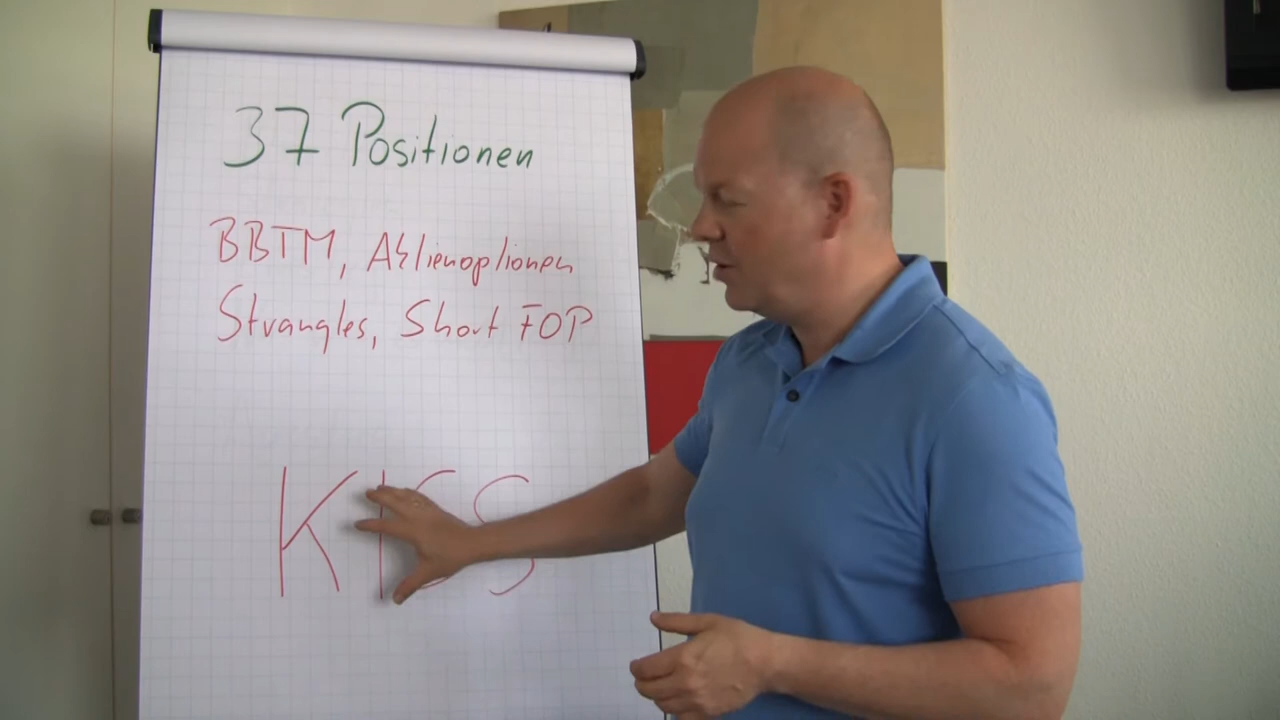 37 Positionen
BBTM, Aktienoptionen
Strangles, Short FOP
KISS